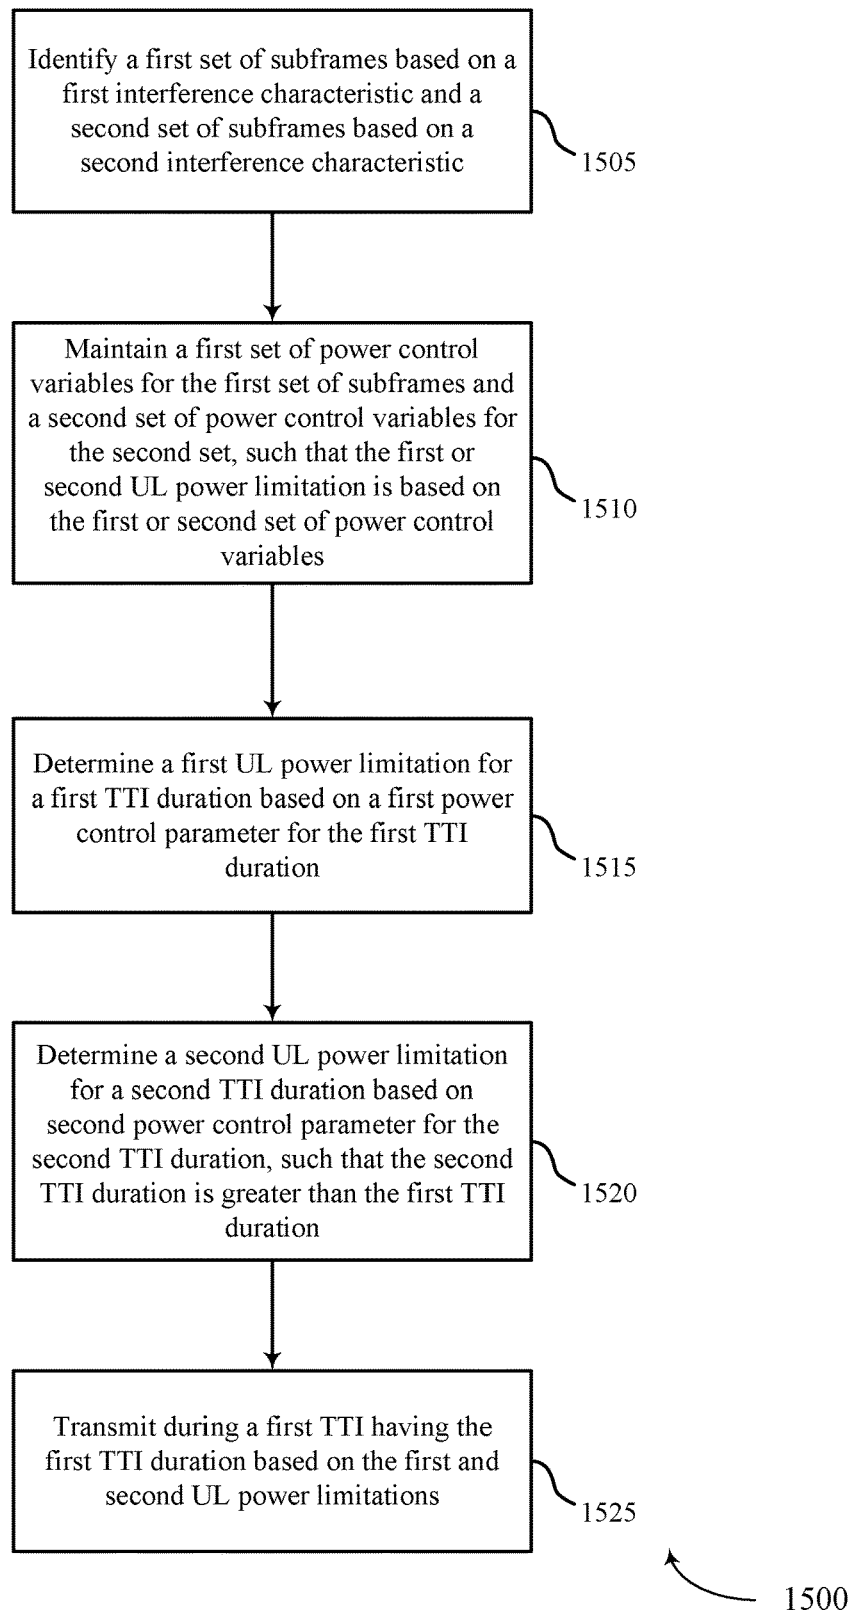 Identify a first set of subframes based on a
first interference characteristic and a
second set of subframes based on a
second interference characteristic
1505
Maintain a first set of power control
variables for the first set of subframes and
a second set of power control variables for
the second set, such that the first or
second UL power limitation is based on
the first or second set of power control
variables
1510
Determine a first UL power limitation for
a first TTI duration based on a first power
control parameter for the first TTI
duration
1515
Determine a second UL power limitation
for a second TTI duration based on
second power control parameter for the
second TTI duration, such that the second
TTI duration is greater than the first TTI
duration
1520
Transmit during a first TTI having the
first TTI duration based on the first and
second UL power limitations
1525
1500